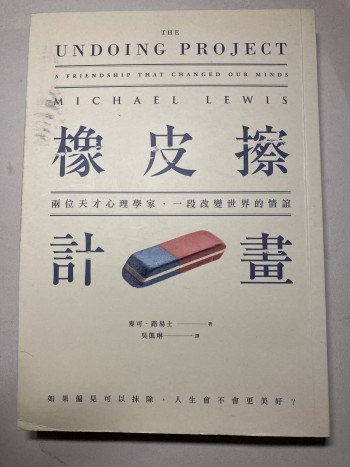 THE
UNDOING PROJECT
A FRIENDSHIP THAT CHANGED OUR MINDS
MICHAEL LEWIS
橡皮擦
兩位天才心理學家，一段改變世界的情誼
計畫
麥可・路易士——著
吳凱琳——譯
如果偏見可以抹除，人生會不會更美好？